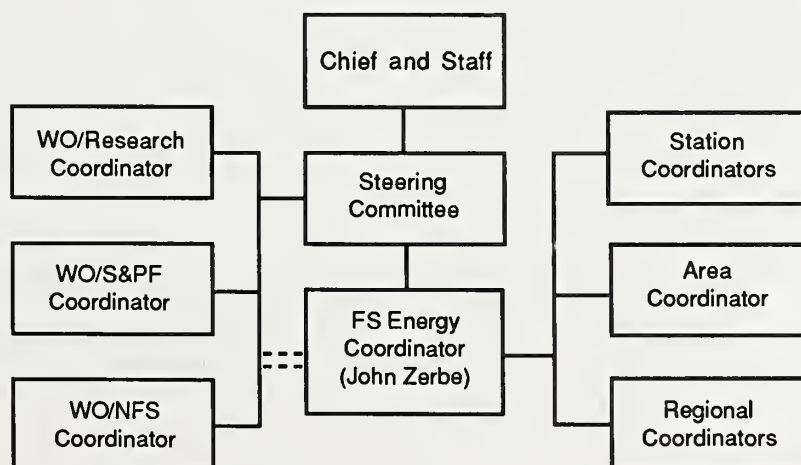 Chief and Staff
WO/Research
Coordinator
Steering
Committee
Station
Coordinators
WO/S&PF
Coordinator
FS Energy
Coordinator
(John Zerbe)
Area
Coordinator
WO/NFS
Coordinator
Regional
Coordinators